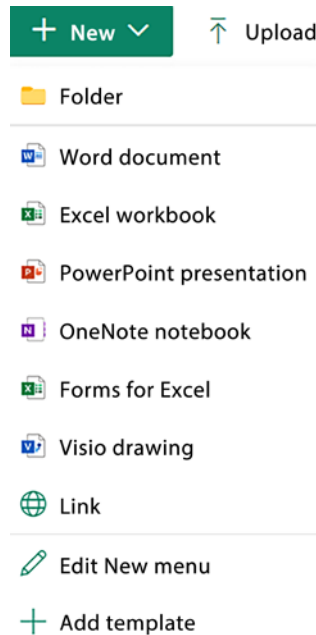 New
Upload
Folder
Word document
Excel workbook
PowerPoint presentation
OneNote notebook
Forms for Excel
Visio drawing
Link
Edit New menu
Add template